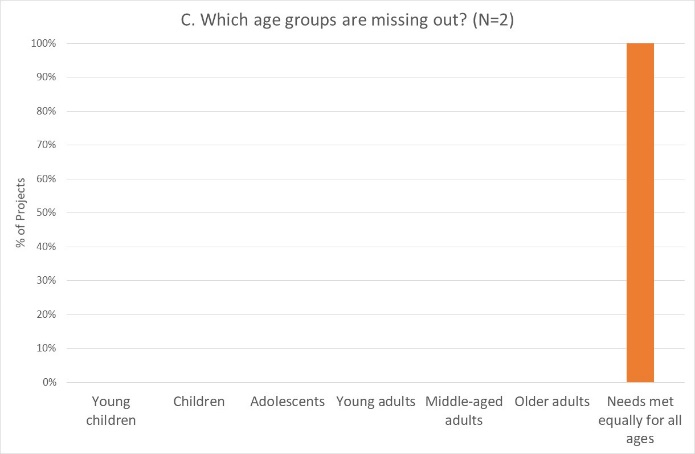 C. Which age groups are missing out? (N=2)
100%
90%
80%
70%
60%
50%
40%
30%
20%
10%
0%
% of Projects
Young children
Children
Adolescents
Young adults
Middle-aged adults
Older adults
Needs met equally for all ages